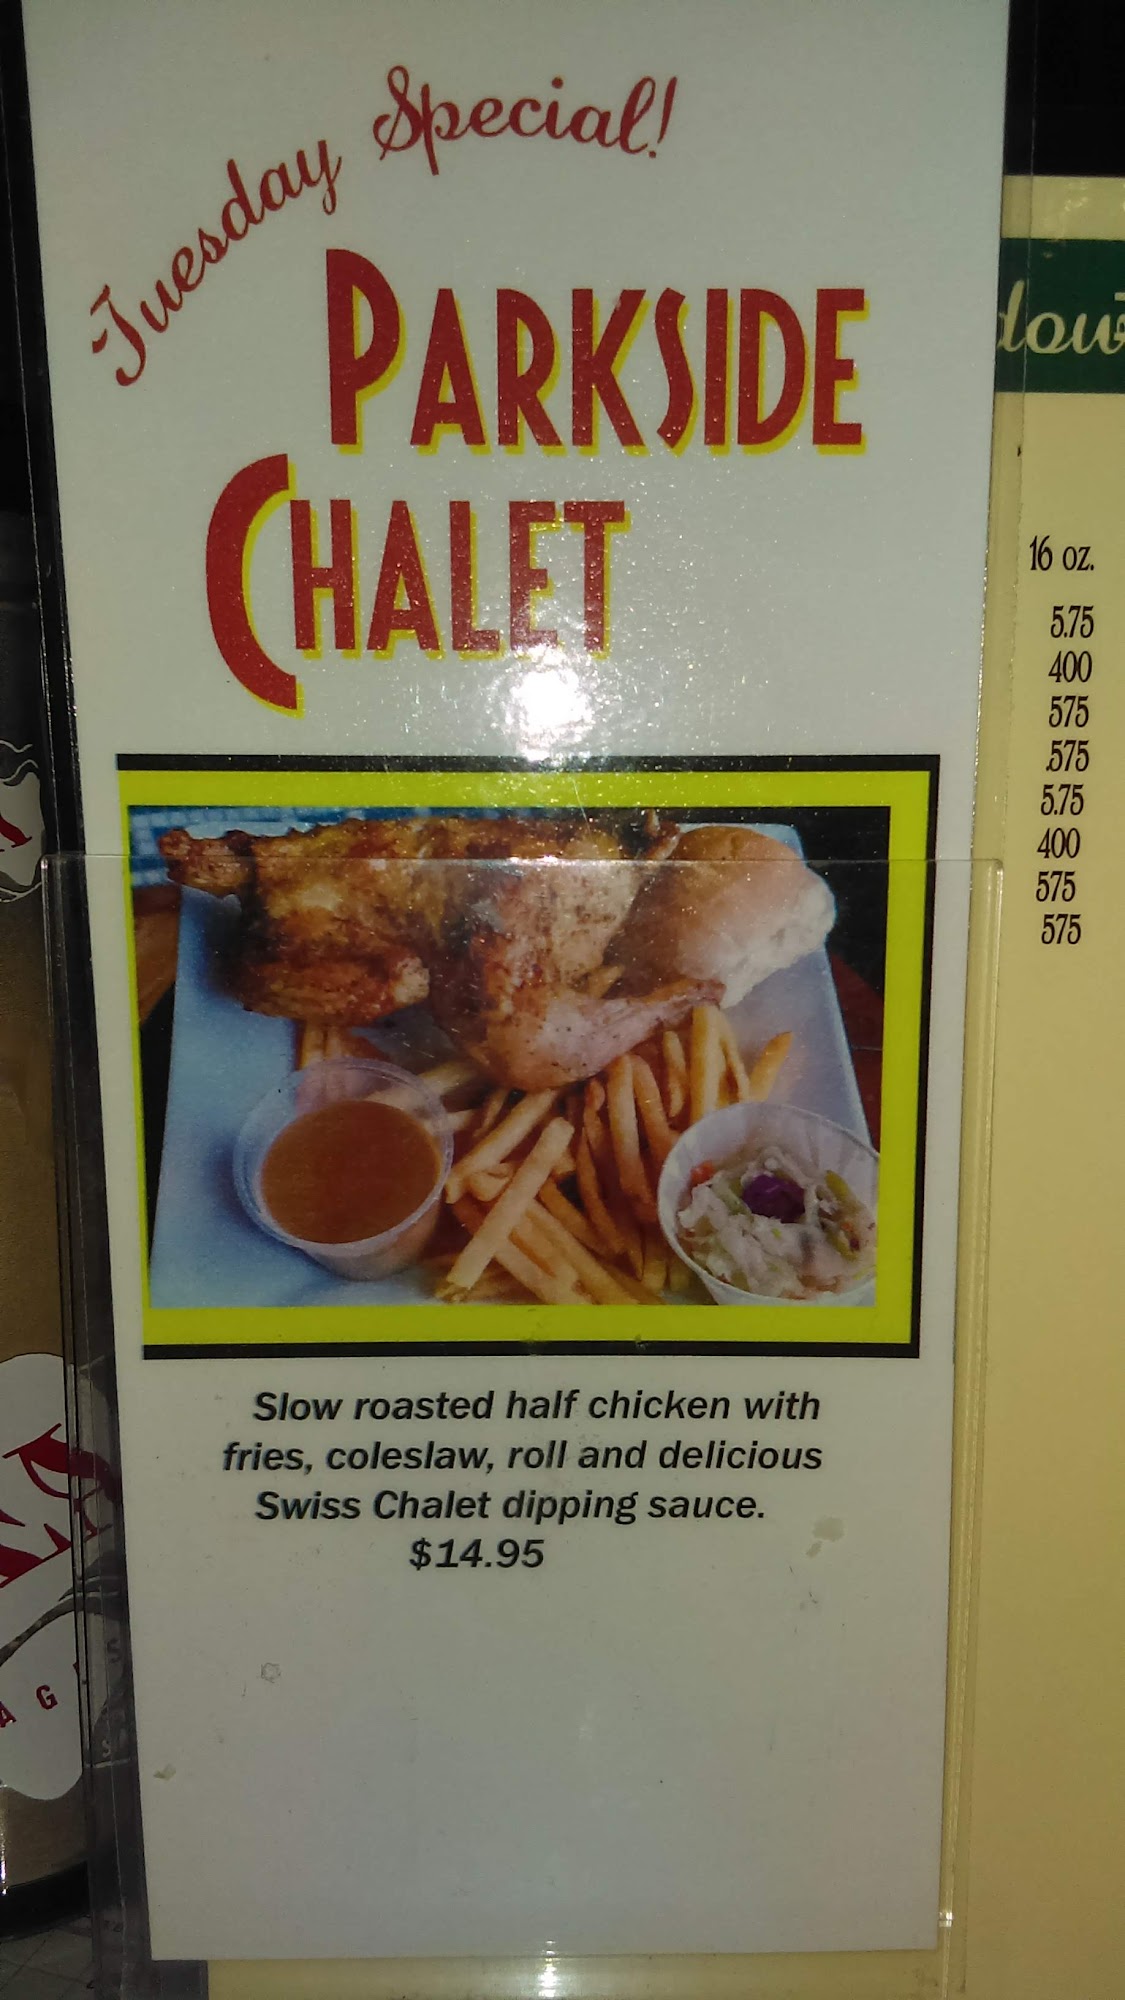 Tuesday Special!
PARKSIDE
CHALET
Slow roasted half chicken with
fries, coleslaw, roll and delicious
Swiss Chalet dipping sauce.
$14.95
16 oz.
5.75
400
575
.575
5.75
400
575
575